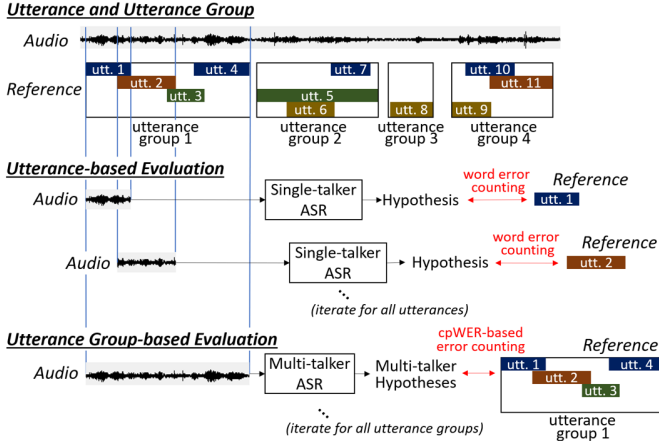 Utterance and Utterance Group
Audio
Reference
utt. 1
utt. 4
utt. 2
utt. 3
utt. 7
utt. 5
utt. 6
utt. 8
utt. 10
utt. 11
utt. 9
utterance
group 1
utterance
group 2
utterance
group 3
utterance
group 4
Utterance-based Evaluation
Audio
Single-talker
ASR
Hypothesis
word error
counting
Reference
utt. 1
Audio
Single-talker
ASR
Hypothesis
word error
counting
Reference
utt. 2
...
(iterate for all utterances)
Utterance Group-based Evaluation
Audio
Multi-talker
ASR
Multi-talker
Hypotheses
cpWER-based
error counting
Reference
utt. 1
utt. 4
utt. 2
utt. 3
utterance
group 1
...
(iterate for all utterance groups)